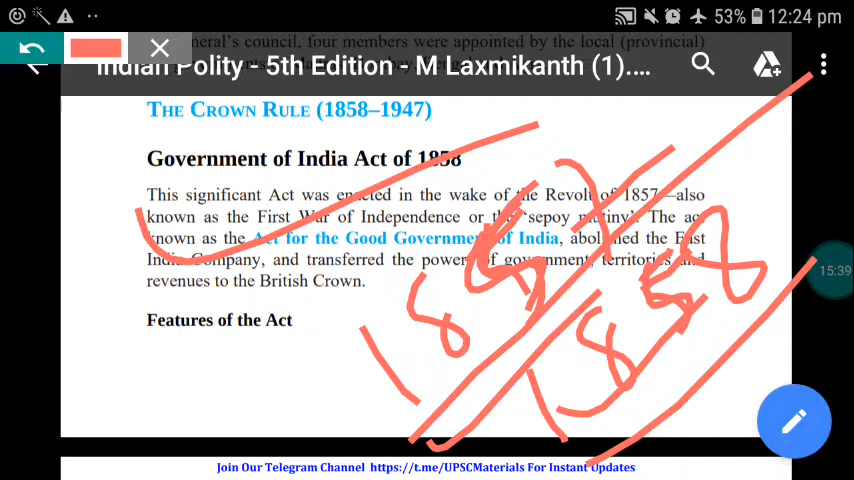 53% 12:24 pm
neral's council, four members were appointed by the local (provincial)
Indian Polity - 5th Edition - M Laxmikanth (1)....
THE CROWN RULE (1858–1947)
Government of India Act of 1858
This significant Act was enacted in the wake of the Revolt of 1857—also
known as the First War of Independence or the 'sepoy mutiny'. The act
known as the Act for the Good Government of India, abolished the East
India Company, and transferred the powers of government, territories and
revenues to the British Crown.
1857
1858
15:39
Features of the Act
Join Our Telegram Channel https://t.me/UPSCMaterials For Instant Updates